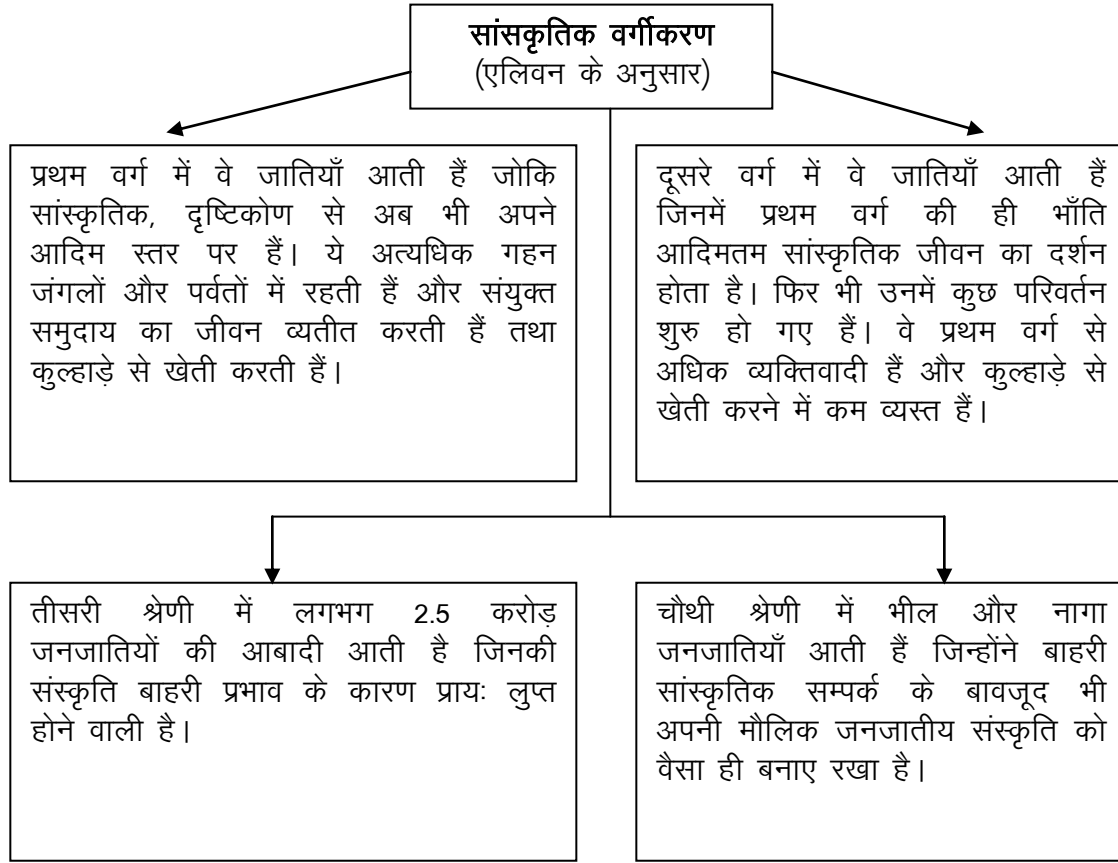 सांसकृतिक वर्गीकरण
(एलिवन के अनुसार)
प्रथम वर्ग में वे जातियाँ आती हैं जोकि
सांस्कृतिक, दृष्टिकोण से अब भी अपने
आदिम स्तर पर हैं। ये अत्यधिक गहन
जंगलों और पर्वतों में रहती हैं और संयुक्त
समुदाय का जीवन व्यतीत करती हैं तथा
कुल्हाड़े से खेती करती हैं।
दूसरे वर्ग में वे जातियाँ आती हैं
जिनमें प्रथम वर्ग की ही भाँति
आदिमतम सांस्कृतिक जीवन का दर्शन
होता है। फिर भी उनमें कुछ परिवर्तन
शुरु हो गए हैं। वे प्रथम वर्ग से
अधिक व्यक्तिवादी हैं और कुल्हाड़े से
खेती करने में कम व्यस्त हैं।
तीसरी श्रेणी में लगभग 2.5 करोड़
जनजातियों की आबादी आती है जिनकी
संस्कृति बाहरी प्रभाव के कारण प्रायः लुप्त
होने वाली है।
चौथी श्रेणी में भील और नागा
जनजातियाँ आती हैं जिन्होंने बाहरी
सांस्कृतिक सम्पर्क के बावजूद भी
अपनी मौलिक जनजातीय संस्कृति को
वैसा ही बनाए रखा है।